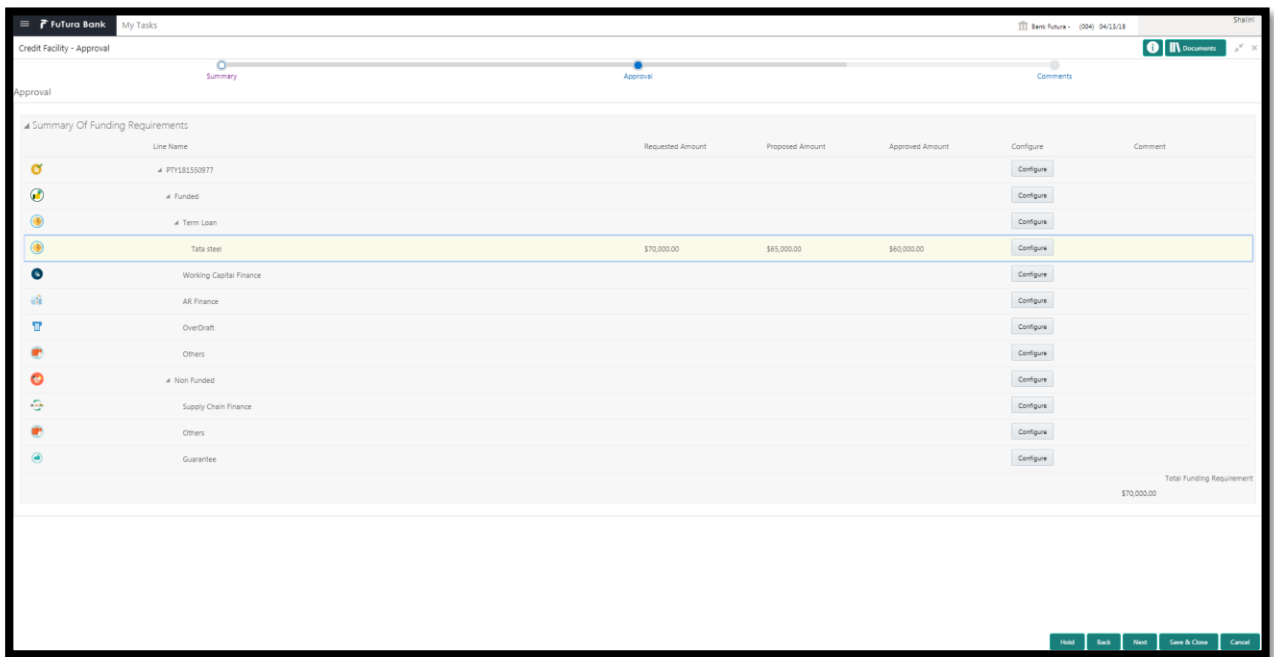 FuTura Bank My Tasks Bank Futura - (004) 04/13/18 Shalini
Credit Facility - Approval Documents
Summary Approval Comments
Approval
Summary Of Funding Requirements
Line Name Requested Amount Proposed Amount Approved Amount Configure Comment
PTY181550977 Configure
Funded Configure
Term Loan Configure
Tata steel $70,000.00 $65,000.00 $60,000.00 Configure
Working Capital Finance Configure
AR Finance Configure
OverDraft Configure
Others Configure
Non Funded Configure
Supply Chain Finance Configure
Others Configure
Guarantee Configure
Total Funding Requirement
$70,000.00
Hold Back Next Save & Close Cancel